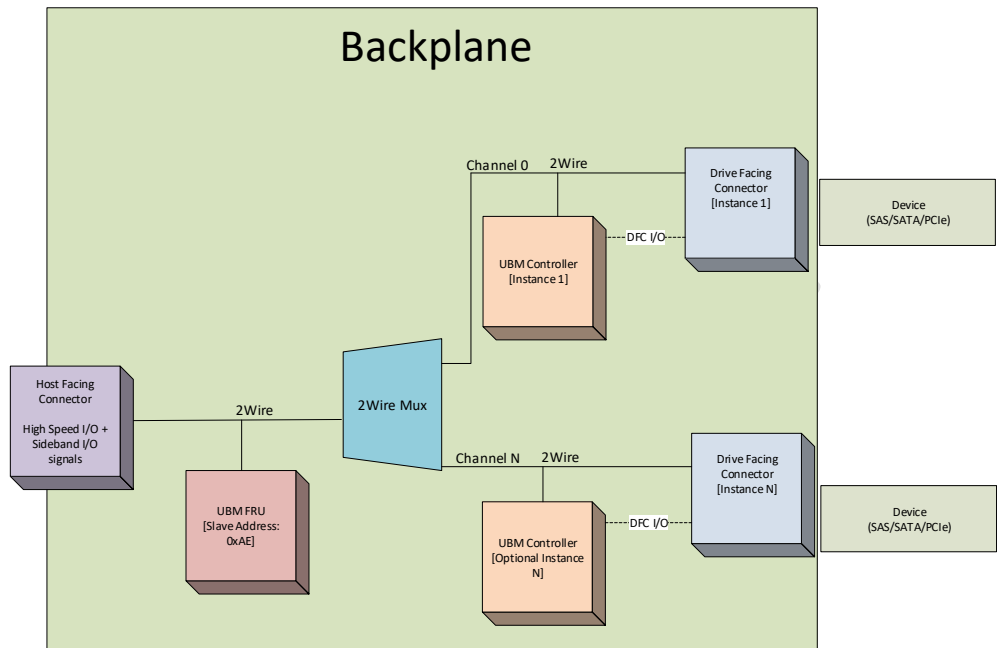 Backplane
Channel 0
2Wire
Drive Facing
Connector
[Instance 1]
Device
(SAS/SATA/PCIe)
DFC I/O
UBM Controller
[Instance 1]
Host Facing
Connector
High Speed I/O +
Sideband I/O
signals
2Wire
2Wire Mux
UBM FRU
[Slave Address:
0xAE]
Channel N
2Wire
Drive Facing
Connector
[Instance N]
Device
(SAS/SATA/PCIe)
DFC I/O
UBM Controller
[Optional Instance
N]